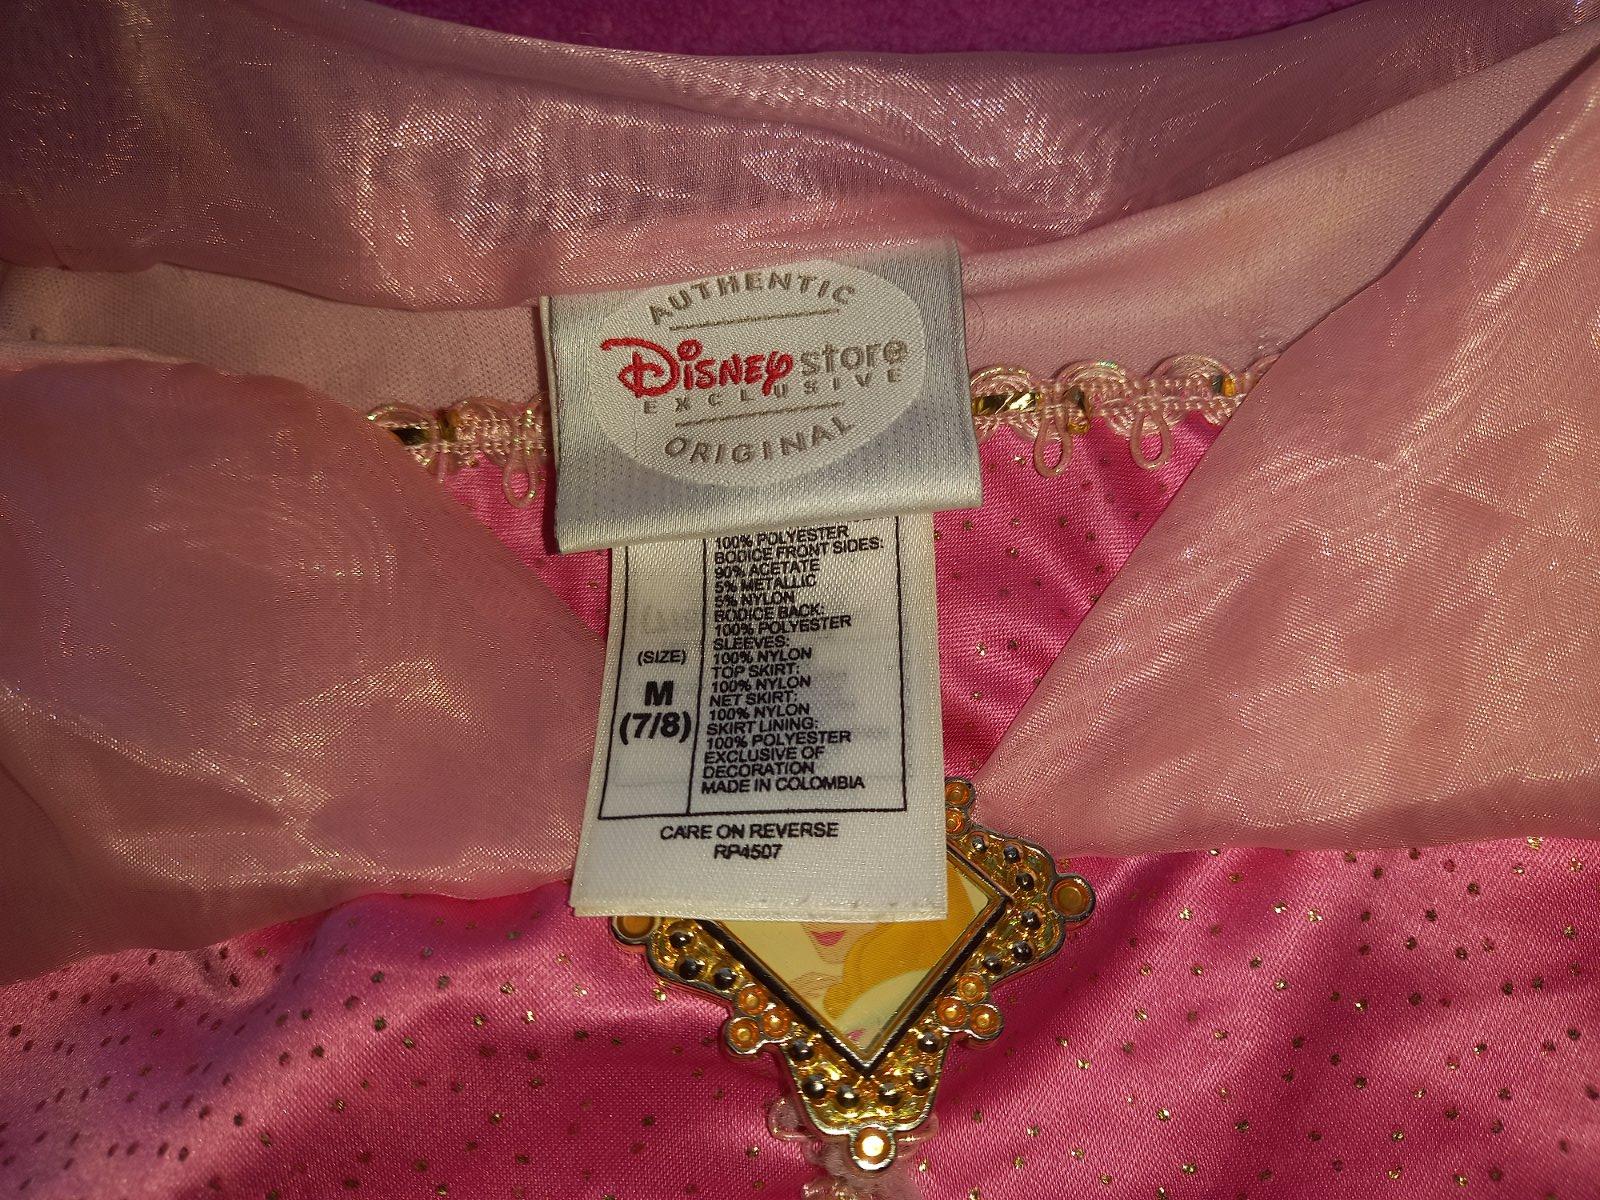 AUTHENTIC
Disney store
EXCLUSIVE
ORIGINAL
100% POLYESTER
BODICE FRONT SIDES:
90% ACETATE
5% METALLIC
5% NYLON
BODICE BACK:
100% POLYESTER
SLEEVES:
100% NYLON
TOP SKIRT:
100% NYLON
NET SKIRT:
100% NYLON
SKIRT LINING:
100% POLYESTER
EXCLUSIVE OF
DECORATION
MADE IN COLOMBIA
(SIZE)
M
(7/8)
CARE ON REVERSE
RP4507